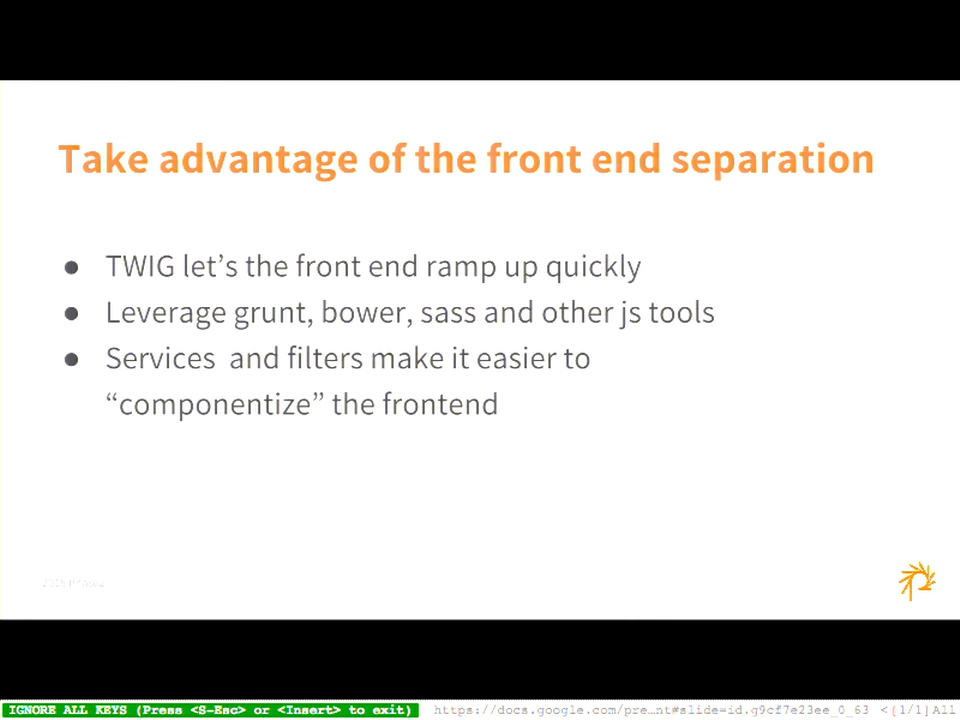 Take advantage of the front end separation
● TWIG let's the front end ramp up quickly
● Leverage grunt, bower, sass and other js tools
● Services and filters make it easier to
“componentize” the frontend
IGNORE ALL KEYS (Press <S-Esc> or <Insert> to exit) https://docs.google.com/pre…nt#slide=id.g9cf7e23ee_0_63 <[1/1]All